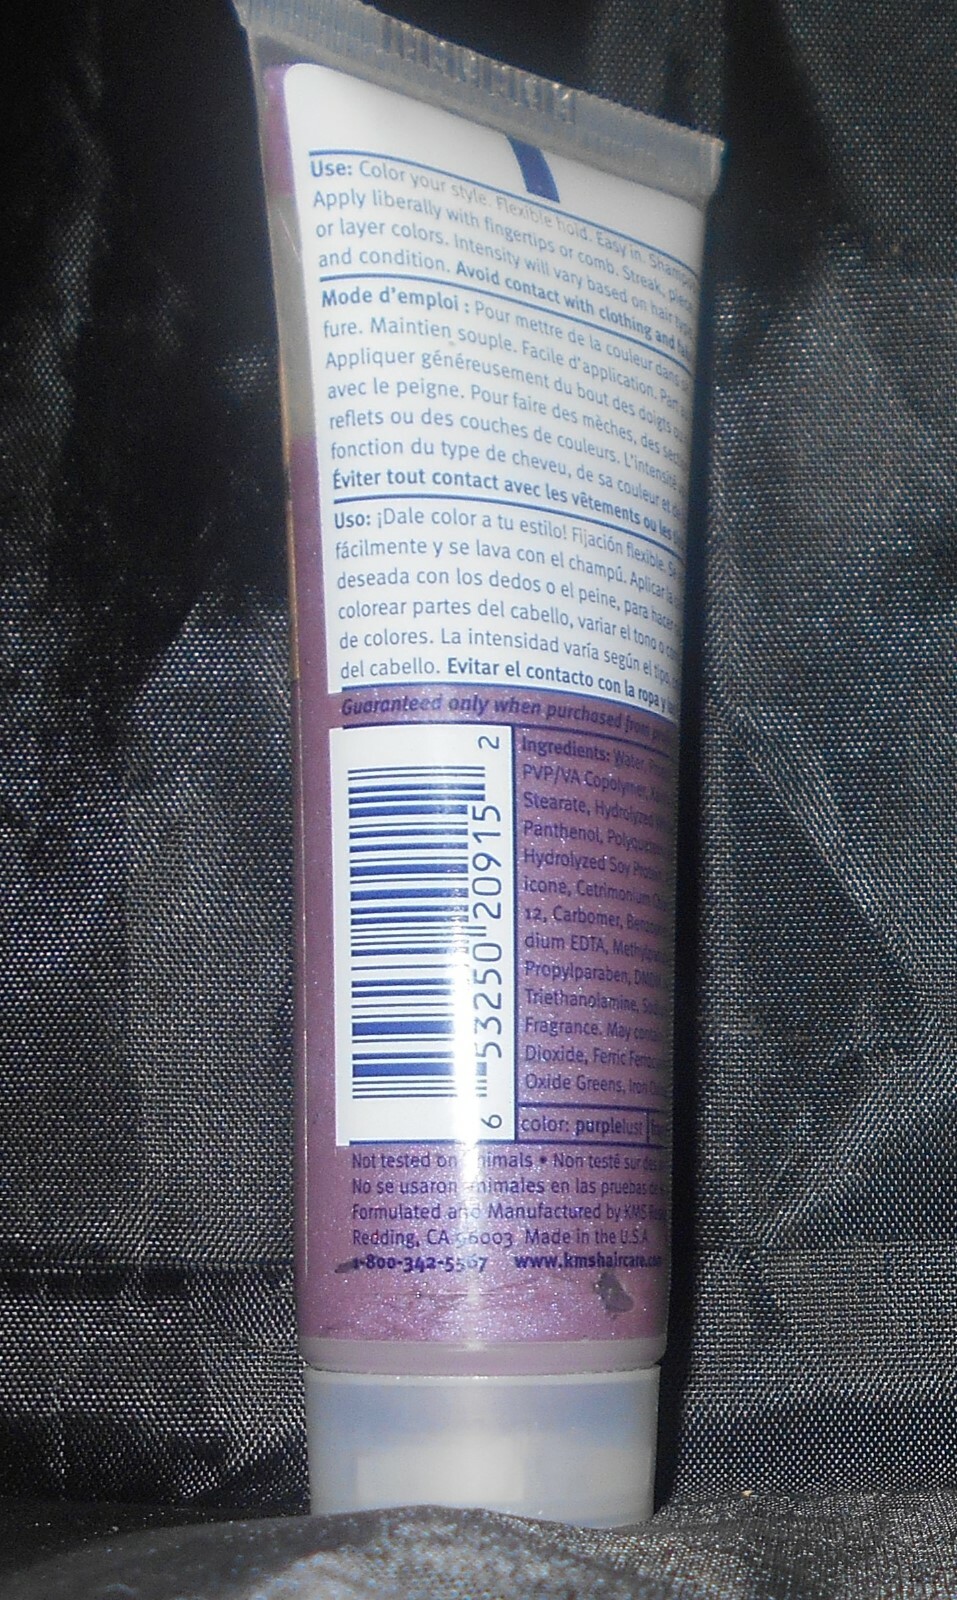 Use: Color your style. Flexible hold. Easy in. Shampoo
Apply liberally with fingertips or comb. Streak, piece
or layer colors. Intensity will vary based on hair type
and condition. Avoid contact with clothing and
Mode d'emploi : Pour mettre de la couleur dans
fure. Maintien souple. Facile d'application. Part
Appliquer généreusement du bout des doigts ou
avec le peigne. Pour faire des mèches, des
reflets ou des couches de couleurs. L'intensité
fonction du type de cheveu, de sa couleur et de
Éviter tout contact avec les vêtements ou les
Uso: ¡Dale color a tu estilo! Fijación flexible. Se
fácilmente y se lava con el champú. Aplicar la
deseada con los dedos o el peine, para hacer
colorear partes del cabello, variar el tono o
de colores. La intensidad varía según el tipo,
del cabello. Evitar el contacto con la ropa y
Guaranteed only when purchased from
Ingredients: Water,
PVP/VA Copolymer,
Stearate, Hydrolyzed
Panthenol,
Hydrolyzed Soy Protein
icone, Cetrimonium
12, Carbomer,
dium EDTA,
Propylparaben,
Triethanolamine,
Fragrance. May
Dioxide, Ferric
Oxide Greens, Iron
6 53250 20915 2
color: purplelust
Not tested on animals • Non testé sur des
No se usaron animales en las pruebas de
Formulated and Manufactured by KMS
Redding, CA 96003 Made in the U.S.A
1-800-342-5567 www.kmshaircare.com